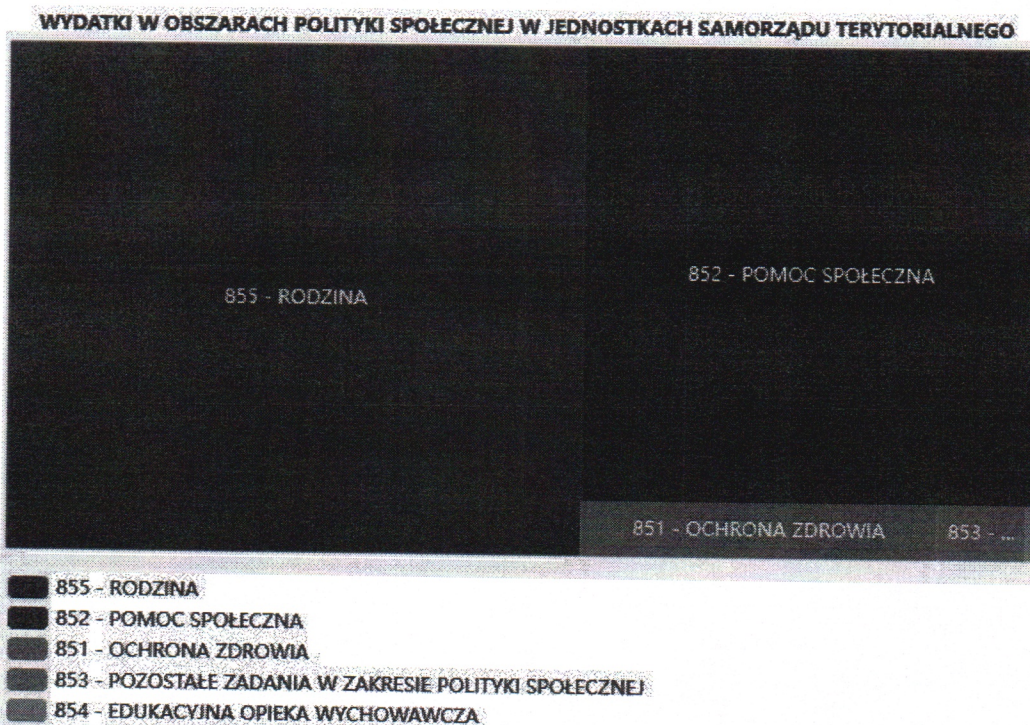 WYDATKI W OBSZARACH POLITYKI SPOŁECZNEJ W JEDNOSTKACH SAMORZĄDU TERYTORIALNEGO
855 - RODZINA
852 - POMOC SPOŁECZNA
851 - OCHRONA ZDROWIA
853 - ...
855 - RODZINA
852 - POMOC SPOŁECZNA
851 - OCHRONA ZDROWIA
853 - POZOSTAŁE ZADANIA W ZAKRESIE POLITYKI SPOŁECZNEJ
854 - EDUKACYJNA OPIEKA WYCHOWAWCZA